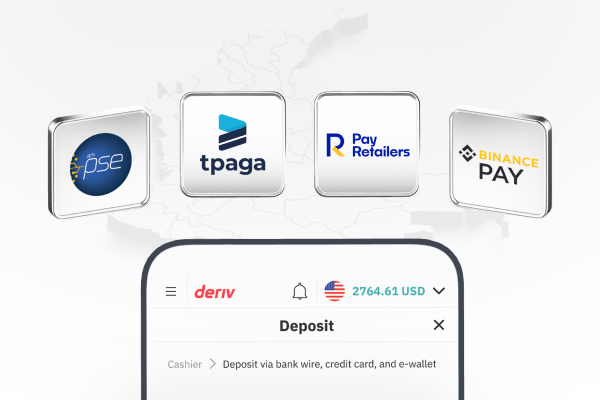 ach
pse
tpaga
Pay
Retailers
BINANCE
PAY
deriv
2764.61 USD
Deposit
Cashier > Deposit via bank wire, credit card, and e-wallet